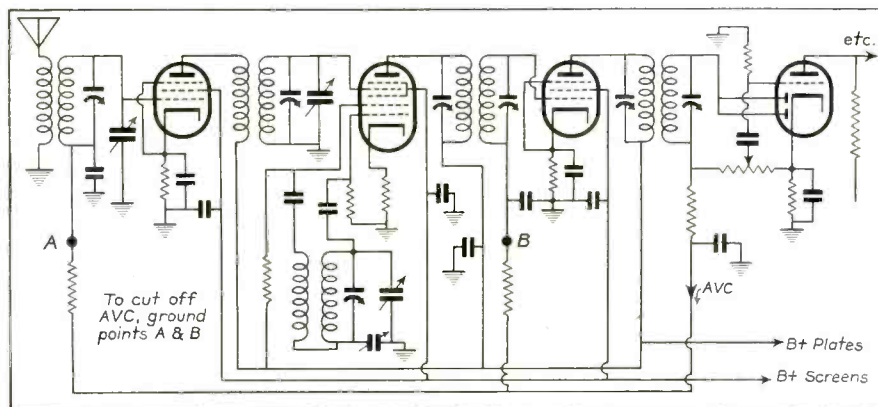 etc.
A
B
To cut off
AVC, ground
points A & B
AVC
B+ Plates
B+ Screens